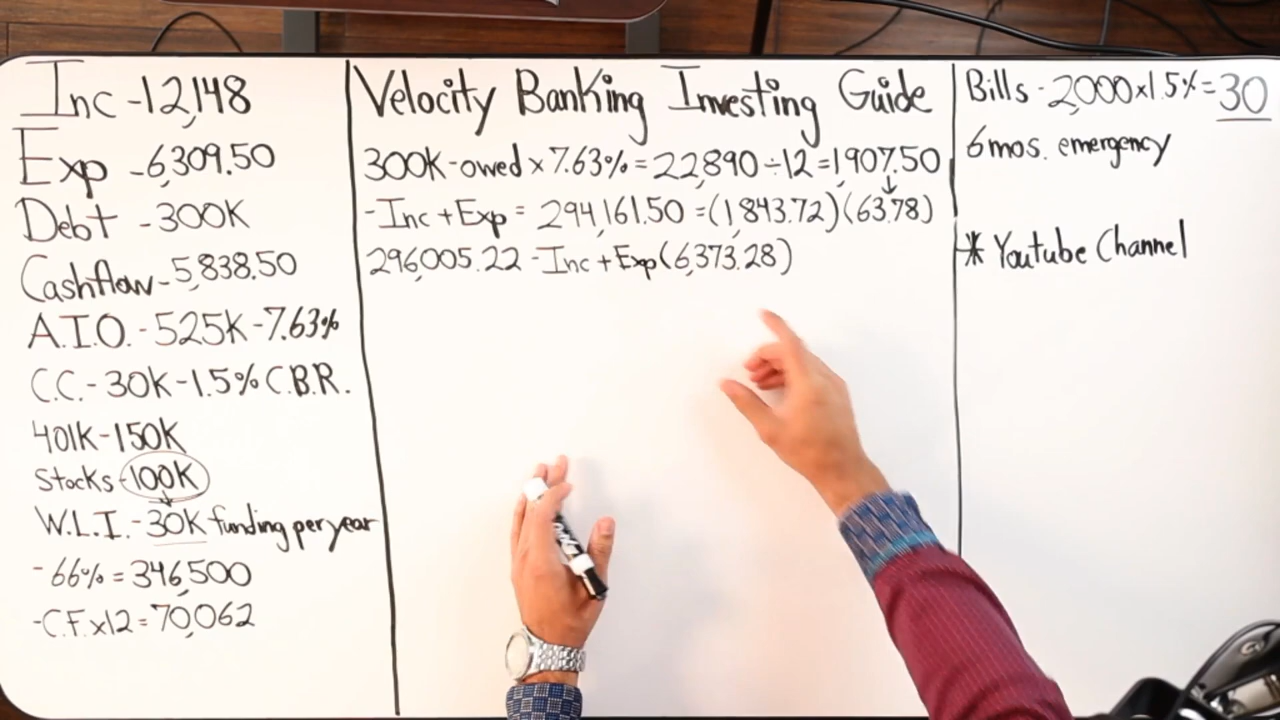 Inc -12,148
Exp -6,309.50
Debt -300K
Cashflow -5,838.50
A.I.O. -525K -7.63%
C.C. -30K -1.5% C.B.R.
401K -150K
Stocks -100K
W.L.I. -30K funding per year
-66% = 346,500
-C.F. x12 = 70,062
Velocity Banking Investing Guide
300K -owed x 7.63% = 22,890 ÷ 12 = 1,907.50
-Inc + Exp = 294,161.50 = (1,843.72) (63.78)
296,005.22 -Inc + Exp (6,373.28)
Bills - 2,000 x 1.5% = 30
6 mos. emergency
* Youtube Channel